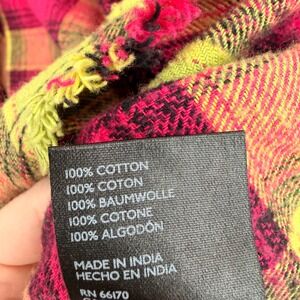 100% COTTON
100% COTON
100% BAUMWOLLE
100% COTONE
100% ALGODÓN
MADE IN INDIA
HECHO EN INDIA
RN 66170